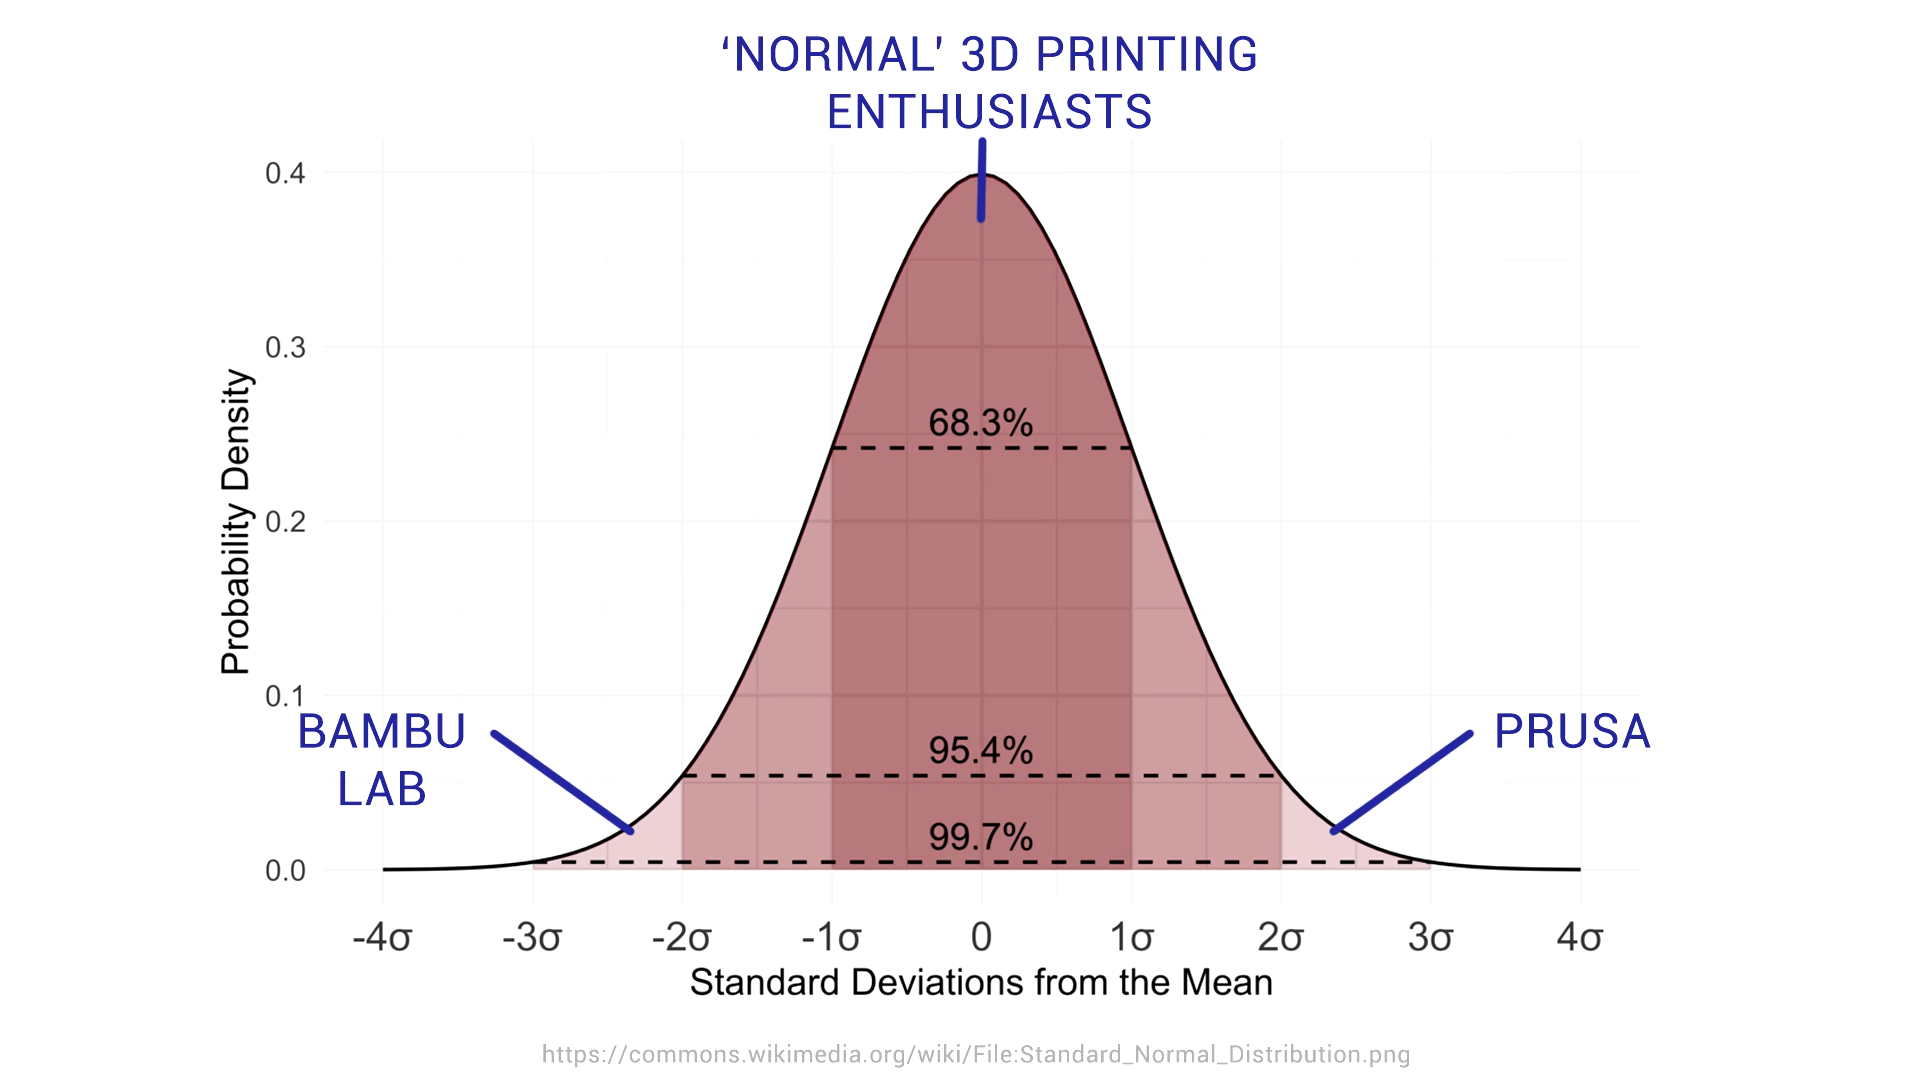 ‘NORMAL’ 3D PRINTING
ENTHUSIASTS
0.4
0.3
0.2
0.1
0.0
Probability Density
68.3%
95.4%
99.7%
BAMBU
LAB
PRUSA
-4σ -3σ -2σ -1σ 0 1σ 2σ 3σ 4σ
Standard Deviations from the Mean
https://commons.wikimedia.org/wiki/File:Standard_Normal_Distribution.png